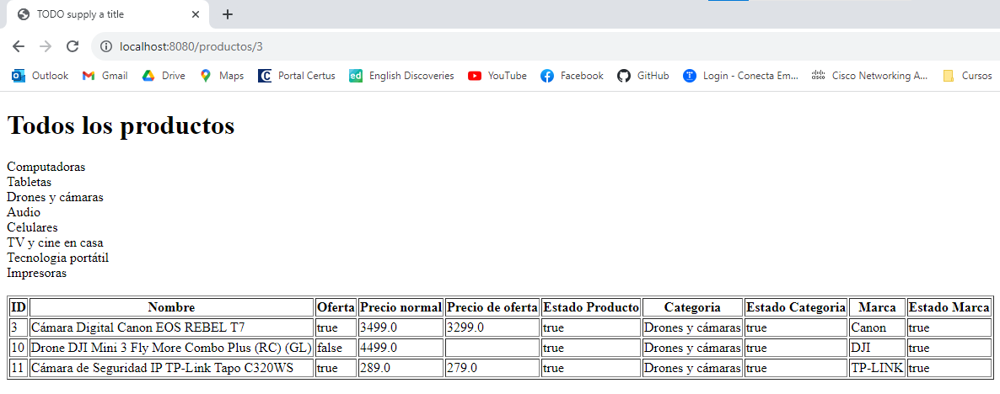 TODO supply a title
localhost:8080/productos/3
Outlook Gmail Drive Maps Portal Certus English Discoveries YouTube Facebook GitHub Login - Conecta Em... Cisco Networking A... Cursos
Todos los productos
Computadoras
Tabletas
Drones y cámaras
Audio
Celulares
TV y cine en casa
Tecnologia portátil
Impresoras
ID Nombre Oferta Precio normal Precio de oferta Estado Producto Categoria Estado Categoria Marca Estado Marca
3 Cámara Digital Canon EOS REBEL T7 true 3499.0 3299.0 true Drones y cámaras true Canon true
10 Drone DJI Mini 3 Fly More Combo Plus (RC) (GL) false 4499.0 true Drones y cámaras true DJI true
11 Cámara de Seguridad IP TP-Link Tapo C320WS true 289.0 279.0 true Drones y cámaras true TP-LINK true